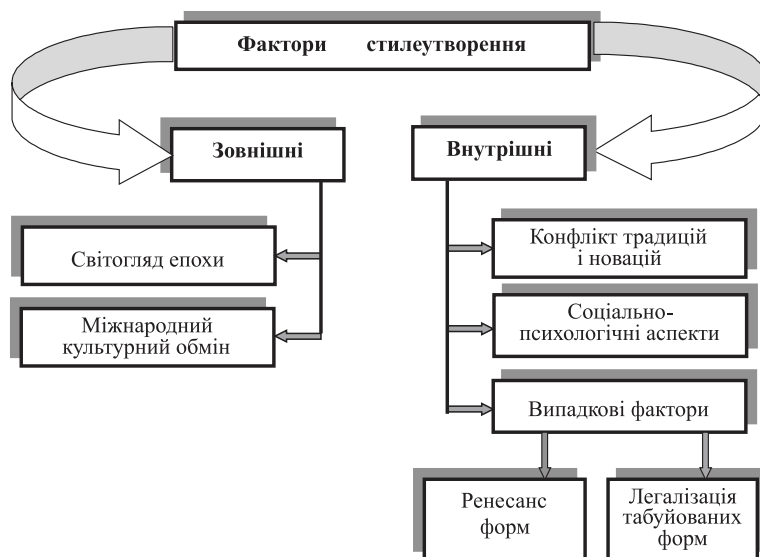 Фактори стилеутворення
Зовнішні
Внутрішні
Світогляд епохи
Міжнародний
культурний обмін
Конфлікт традицій
і новацій
Соціально-
психологічні аспекти
Випадкові фактори
Ренесанс
форм
Легалізація
табуйованих
форм